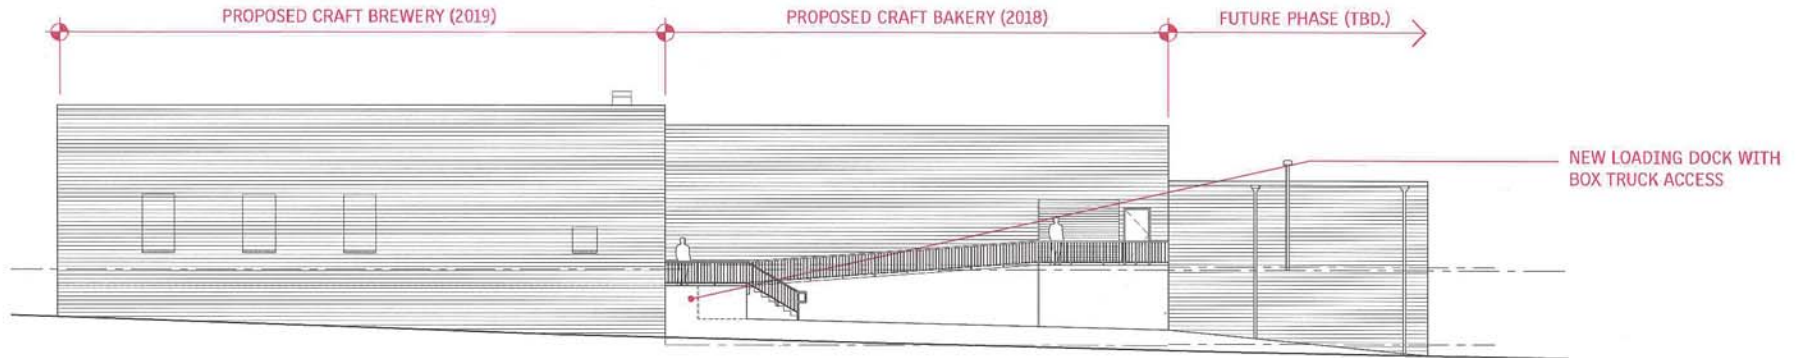 PROPOSED CRAFT BREWERY (2019)
PROPOSED CRAFT BAKERY (2018)
FUTURE PHASE (TBD.)
NEW LOADING DOCK WITH
BOX TRUCK ACCESS